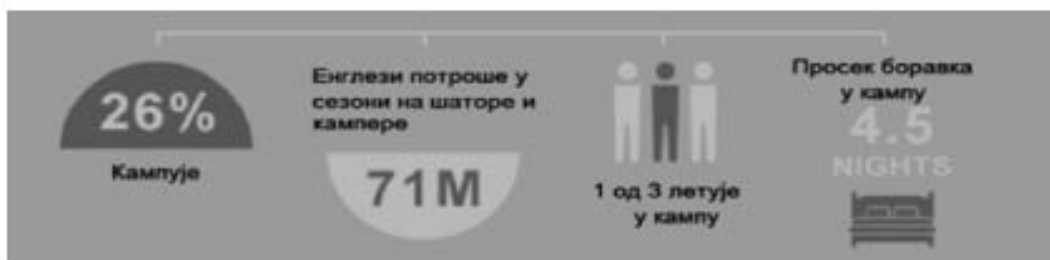 26%
Кампује
Енглези потроше у
сезони на шаторе и
кампере
71M
1 од 3 летује
у кампу
Просек боравка
у кампу
4.5
NIGHTS